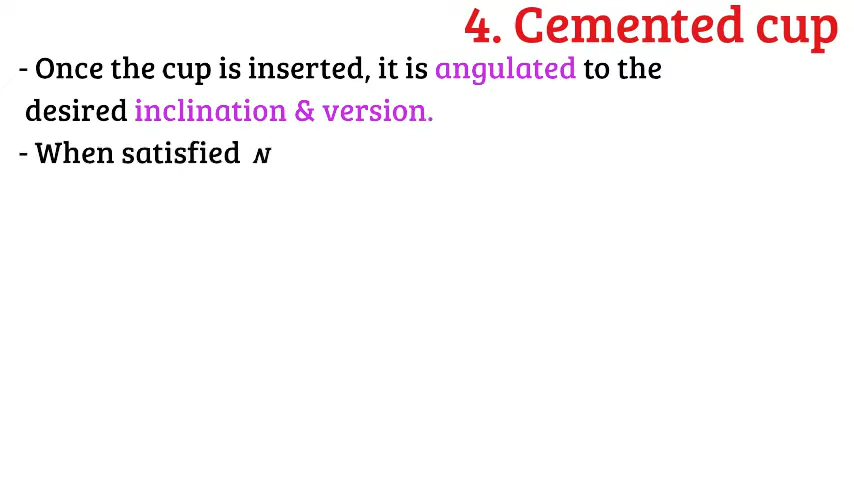 4. Cemented cup
- Once the cup is inserted, it is angulated to the
desired inclination & version.
- When satisfied